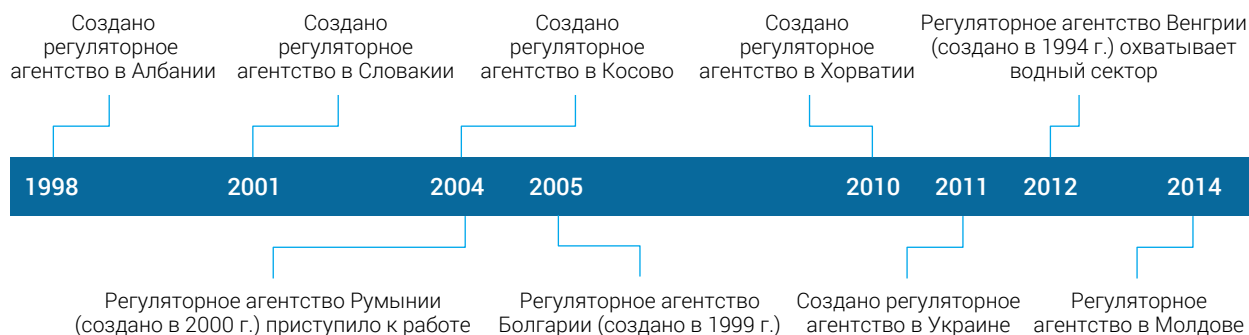 Создано
регуляторное
агентство в Албании
Создано
регуляторное
агентство в Словакии
Создано
регуляторное
агентство в Косово
Создано
регуляторное
агентство в Хорватии
Регуляторное агентство Венгрии
(создано в 1994 г.) охватывает
водный сектор
1998 2001 2004 2005 2010 2011 2012 2014
Регуляторное агентство Румынии
(создано в 2000 г.) приступило к работе
Регуляторное агентство
Болгарии (создано в 1999 г.)
Создано регуляторное
агентство в Украине
Регуляторное
агентство в Молдове